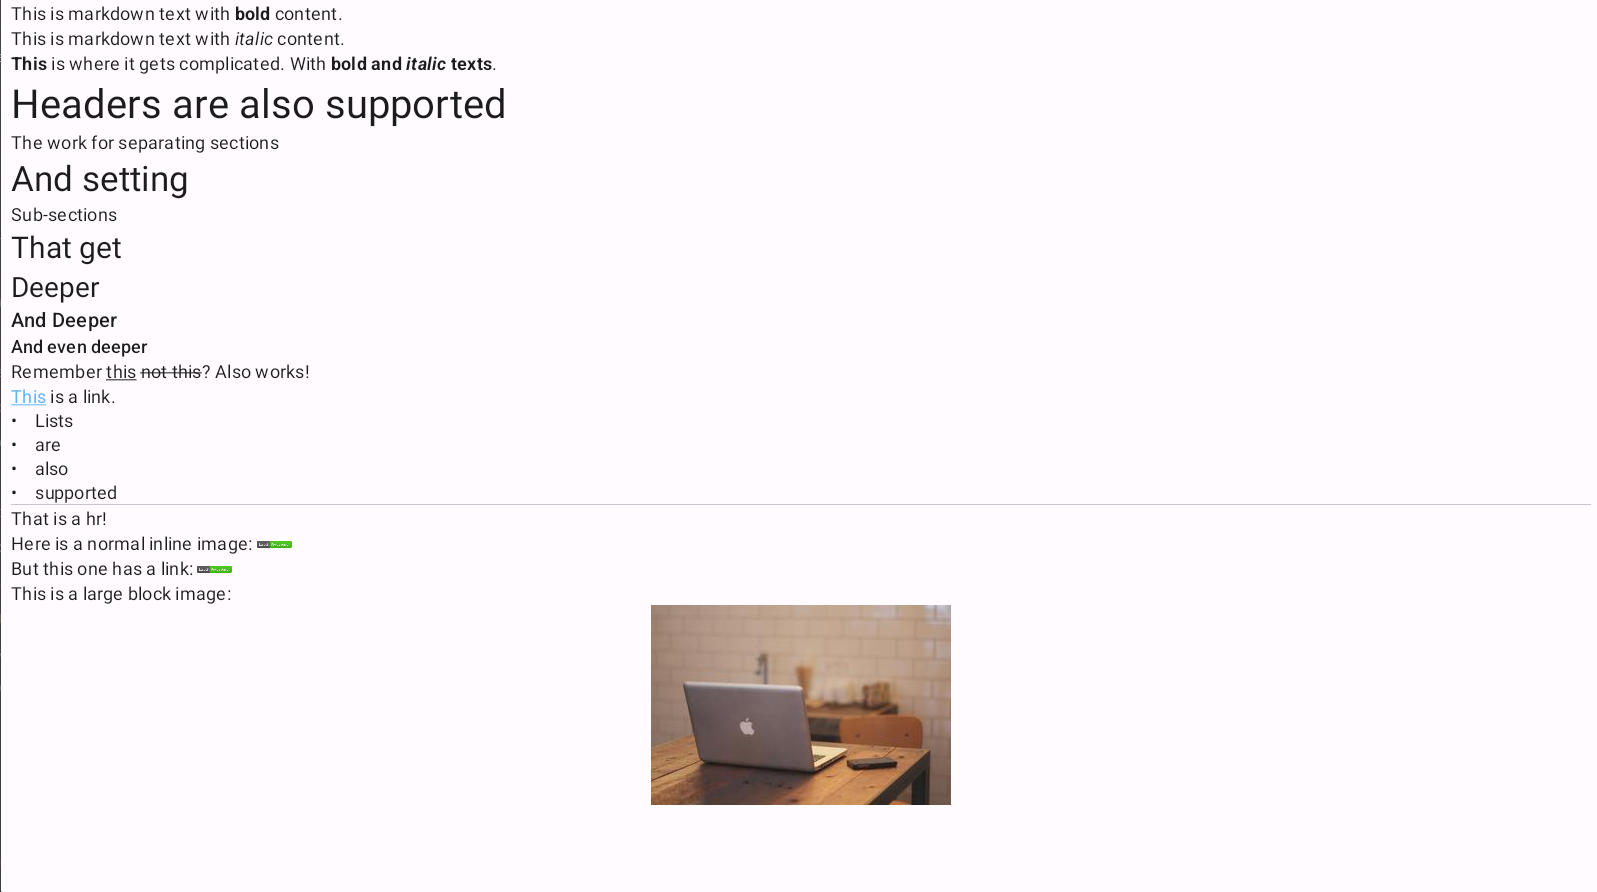 This is markdown text with bold content.
This is markdown text with italic content.
This is where it gets complicated. With bold and italic texts.
Headers are also supported
The work for separating sections
And setting
Sub-sections
That get
Deeper
And Deeper
And even deeper
Remember this not this? Also works!
This is a link.
• Lists
• are
• also
• supported
That is a hr!
Here is a normal inline image:
But this one has a link:
This is a large block image: